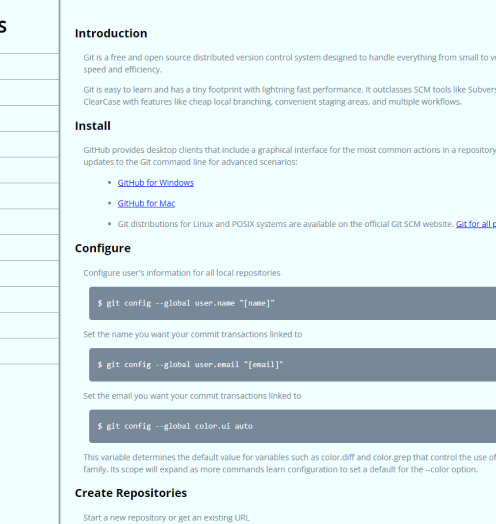 s
Introduction
Git is a free and open source distributed version control system designed to handle everything from small to
speed and efficiency.
Git is easy to learn and has a tiny footprint with lightning fast performance. It outclasses SCM tools like
ClearCase with features like cheap local branching, convenient staging areas, and multiple workflows.
Install
GitHub provides desktop clients that include a graphical interface for the most common actions in a repository
updates to the Git command line for advanced scenarios:
• GitHub for Windows
• GitHub for Mac
• Git distributions for Linux and POSIX systems are available on the official Git SCM website. Git for all
Configure
Configure user's information for all local repositories
$ git config --global user.name "[name]"
Set the name you want your commit transactions linked to
$ git config --global user.email "[email]"
Set the email you want your commit transactions linked to
$ git config --global color.ui auto
This variable determines the default value for variables such as color.diff and color.grep that control the use of
family. Its scope will expand as more commands learn configuration to set a default for the --color option.
Create Repositories
Start a new repository or get an existing URL